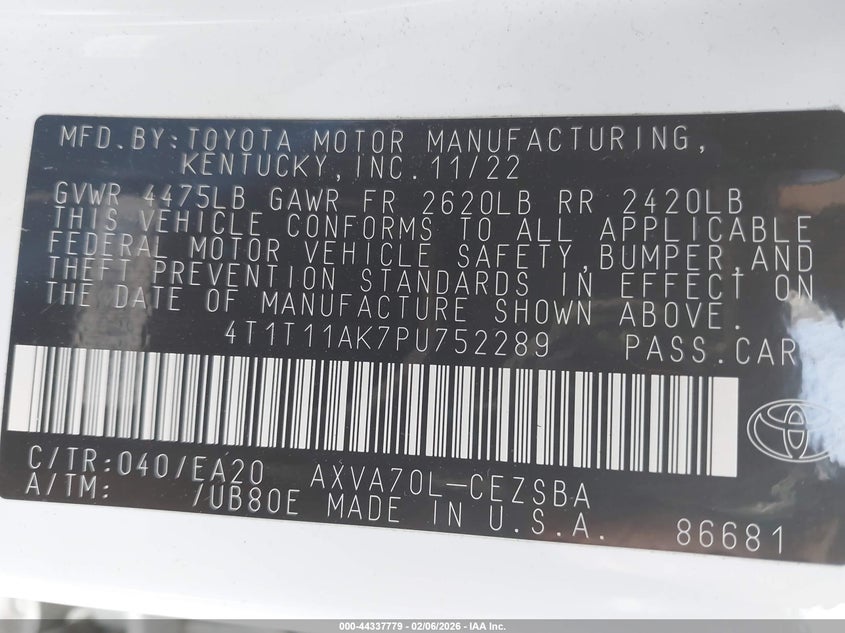 MFD.BY:TOYOTA MOTOR MANUFACTURING,
KENTUCKY,INC.11/22
GVWR 4475LB GAWR FR 2620LB RR 2420LB
THIS VEHICLE CONFORMS TO ALL APPLICABLE
FEDERAL MOTOR VEHICLE SAFETY,BUMPER,AND
THEFT PREVENTION STANDARDS IN EFFECT ON
THE DATE OF MANUFACTURE SHOWN ABOVE.
4T1T11AK7PU752289 PASS.CAR
C/TR:040/EA20 AXVA70L-CEZSBA
A/TM: /UB80E MADE IN U.S.A. 86681
000-44337779 - 02/06/2026 - IAA Inc.